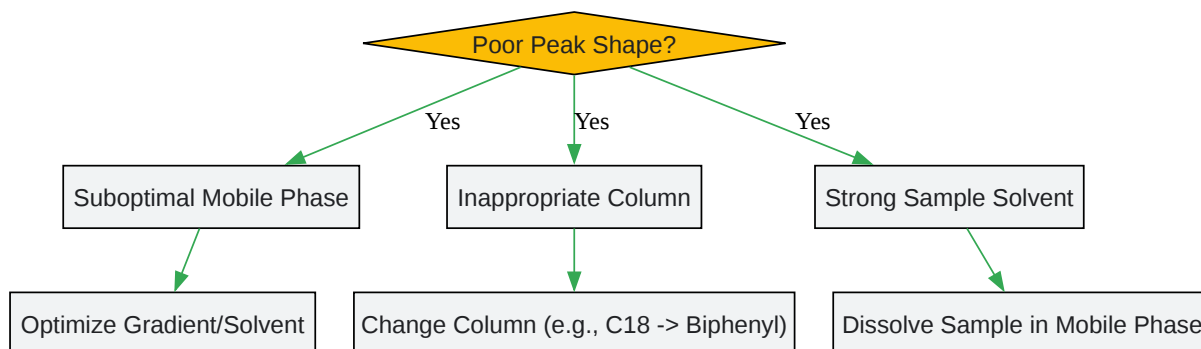 Poor Peak Shape?
Yes
Yes
Yes
Suboptimal Mobile Phase
Inappropriate Column
Strong Sample Solvent
Optimize Gradient/Solvent
Change Column (e.g., C18 -> Biphenyl)
Dissolve Sample in Mobile Phase